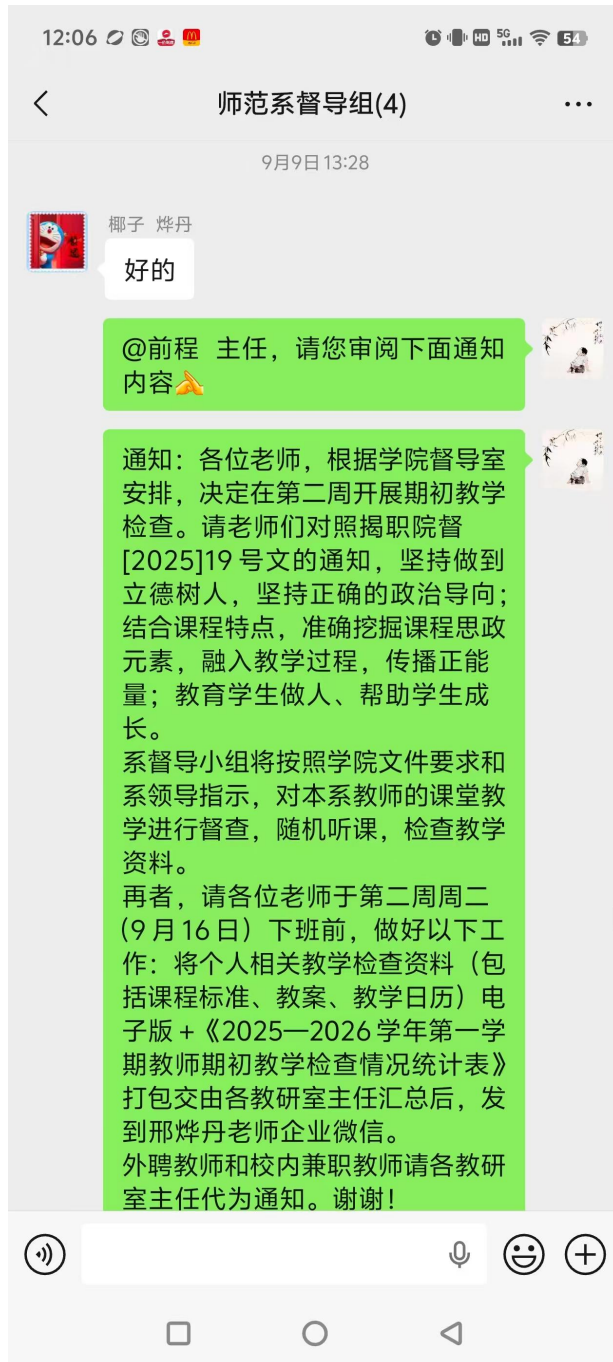 12:06
HD 5G 54
师范系督导组(4)
9月9日13:28
椰子 烨丹
好的
@前程 主任，请您审阅下面通知
内容
通知：各位老师，根据学院督导室
安排，决定在第二周开展期初教学
检查。请老师们对照揭职院督
[2025]19号文的通知，坚持做到
立德树人，坚持正确的政治导向；
结合课程特点，准确挖掘课程思政
元素，融入教学过程，传播正能
量；教育学生做人、帮助学生成
长。
系督导小组将按照学院文件要求和
系领导指示，对本系教师的课堂教
学进行督查，随机听课，检查教学
资料。
再者，请各位老师于第二周周二
（9月16日）下班前，做好以下工
作：将个人相关教学检查资料（包
括课程标准、教案、教学日历）电
子版+《2025—2026学年第一学
期教师期初教学检查情况统计表》
打包交由各教研室主任汇总后，发
到邢烨丹老师企业微信。
外聘教师和校内兼职教师请各教研
室主任代为通知。谢谢！